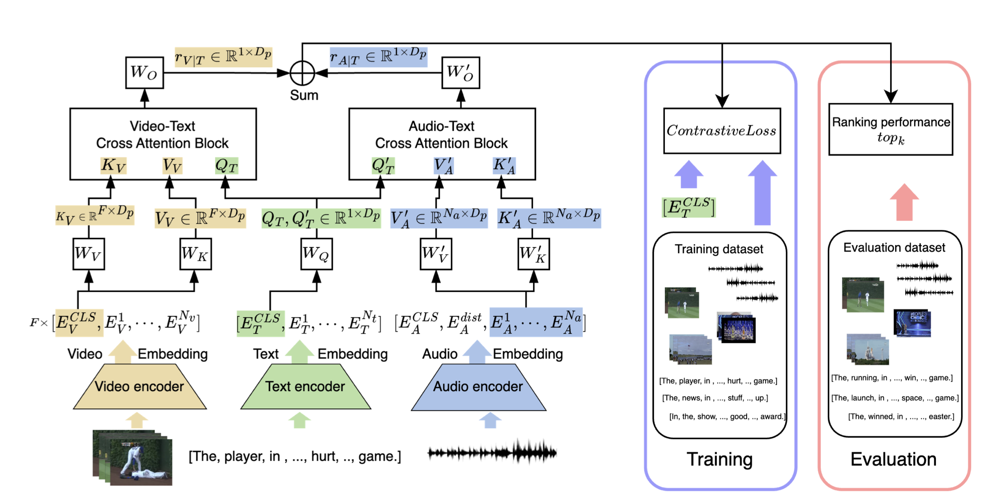 r_{V|T} ∈ ℝ^{1×D_p}
r_{A|T} ∈ ℝ^{1×D_p}
W_O
W'_O
Sum
Video-Text
Cross Attention Block
K_V V_V Q_T
Audio-Text
Cross Attention Block
Q'_T V'_A K'_A
K_V ∈ ℝ^{F×D_p}
V_V ∈ ℝ^{F×D_p}
Q_T, Q'_T ∈ ℝ^{1×D_p}
V'_A ∈ ℝ^{N_a×D_p}
K'_A ∈ ℝ^{N_a×D_p}
W_V
W_K
W_Q
W'_V
W'_K
F× [E_V^{CLS}, E_V^1, ⋯, E_V^{N_v}]
[E_T^{CLS}, E_T^1, ⋯, E_T^{N_t}]
[E_A^{CLS}, E_A^{dist}, E_A^1, ⋯, E_A^{N_a}]
Video Embedding
Text Embedding
Audio Embedding
Video encoder
Text encoder
Audio encoder
[The, player, in , ..., hurt, .., game.]
ContrastiveLoss
[E_T^{CLS}]
Training dataset
[The, player, in , ..., hurt, .., game.]
[The, news, in , ..., stuff, .., up.]
[In, the, show, ..., good, .., award.]
Training
Ranking performance
top_k
Evaluation dataset
PEOPLE'S
CHOICE
AWARDS
[The, running, in , ..., win, .., game.]
[The, launch, in , ..., space, .., game.]
[The, winned, in , ..., .., easter.]
Evaluation